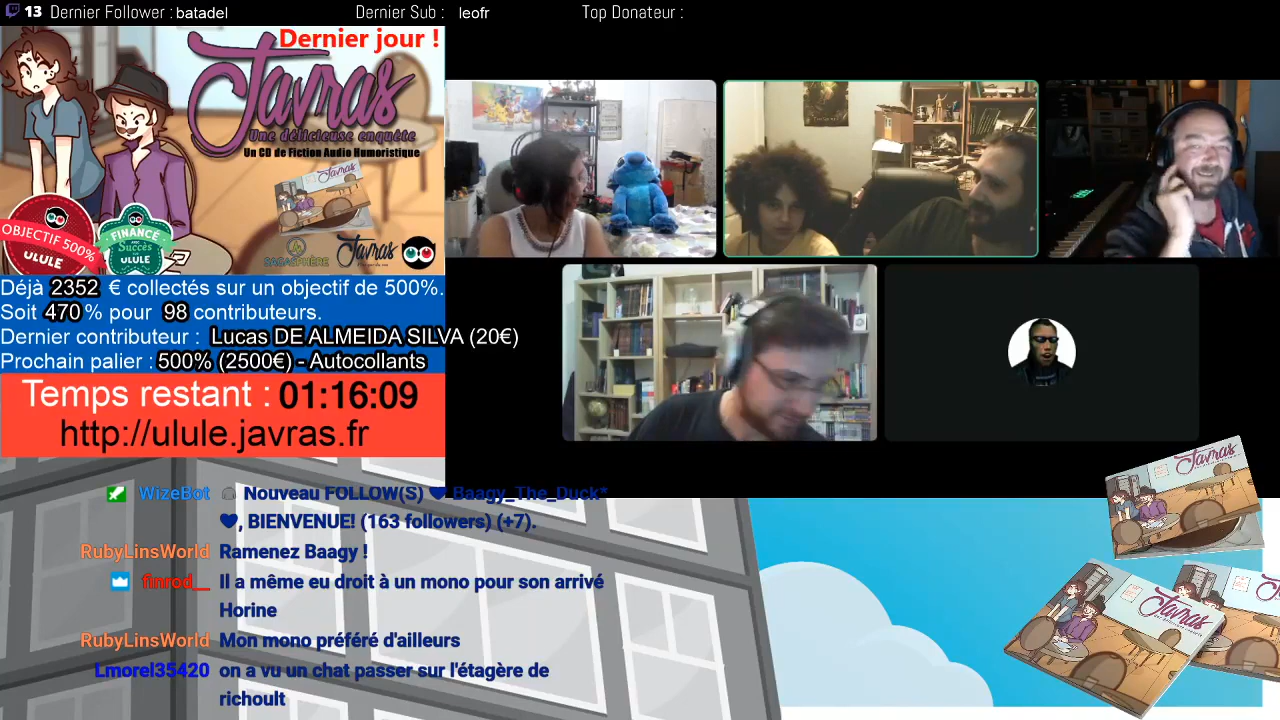 13 Dernier Follower : batadel Dernier Sub : leofr Top Donateur :
Dernier jour !
Javras
Une délicieuse enquête
Un CD de Fiction Audio Humoristique
OBJECTIF 500%
ULULE
FINANCÉ
AVEC
Succès
SUR
ULULE
SAGASPHÈRE
Javras
Déjà 2352 € collectés sur un objectif de 500%.
Soit 470 % pour 98 contributeurs.
Dernier contributeur : Lucas DE ALMEIDA SILVA (20€)
Prochain palier : 500% (2500€) - Autocollants
Temps restant : 01:16:09
http://ulule.javras.fr
WizeBot Nouveau FOLLOW(S) Baagy_The_Duck*
, BIENVENUE! (163 followers) (+7).
RubyLinsWorld Ramenez Baagy !
finrod__ Il a même eu droit à un mono pour son arrivé
Horine
RubyLinsWorld Mon mono préféré d'ailleurs
Lmorel35420 on a vu un chat passer sur l'étagère de
richoult
Javras
Javras